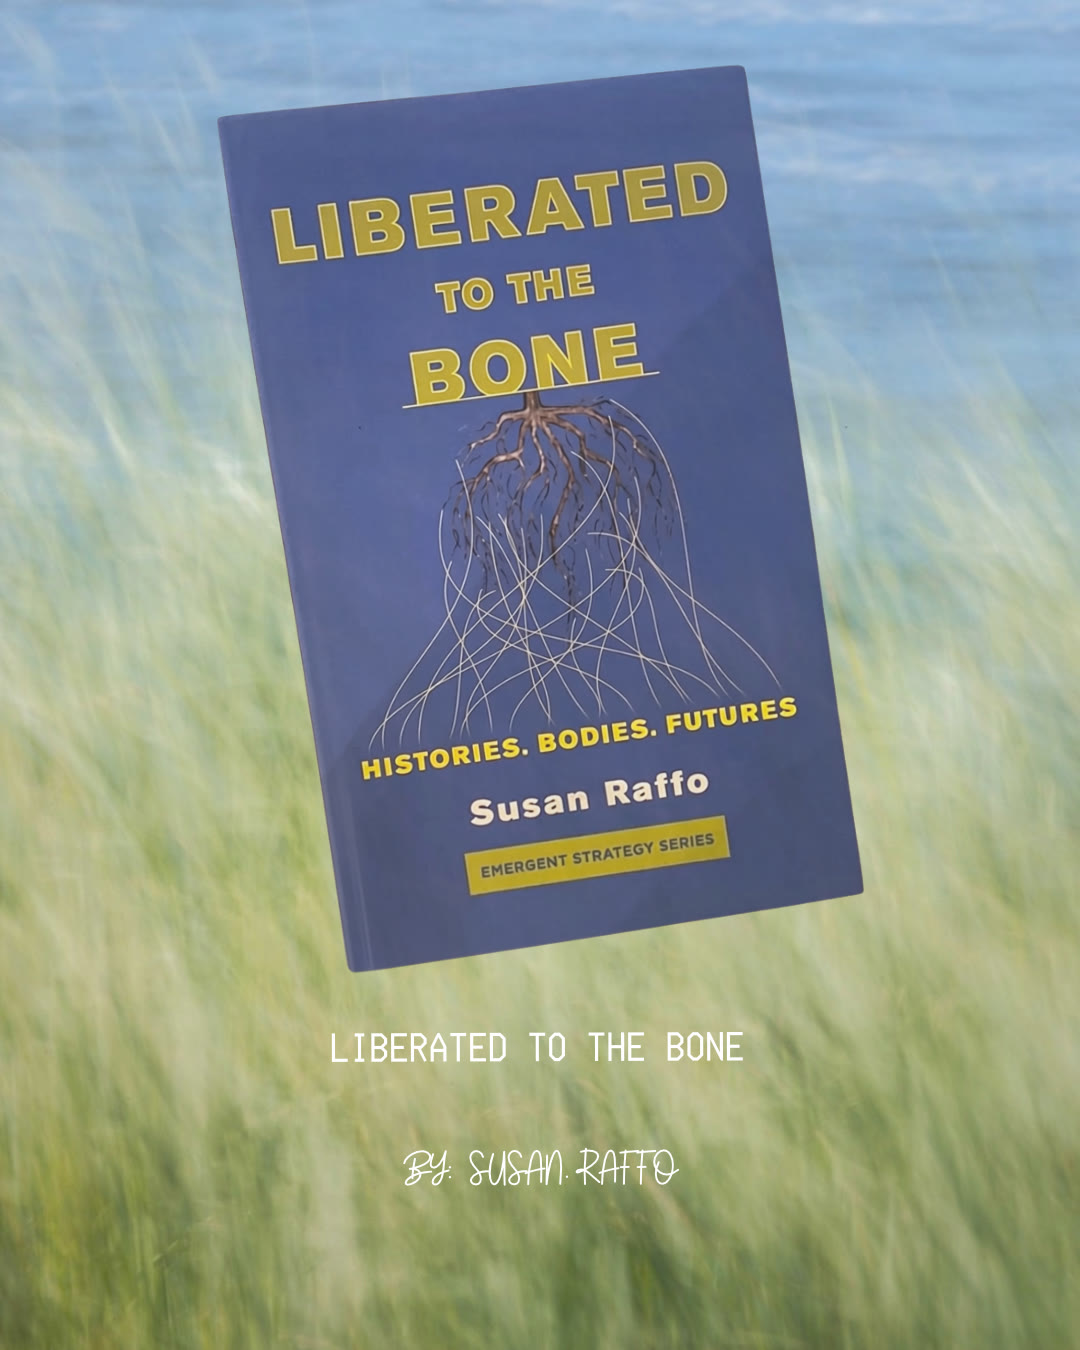 LIBERATED
TO THE
BONE
HISTORIES. BODIES. FUTURES
Susan Raffo
EMERGENT STRATEGY SERIES
LIBERATED TO THE BONE
BY: SUSAN RAFFO